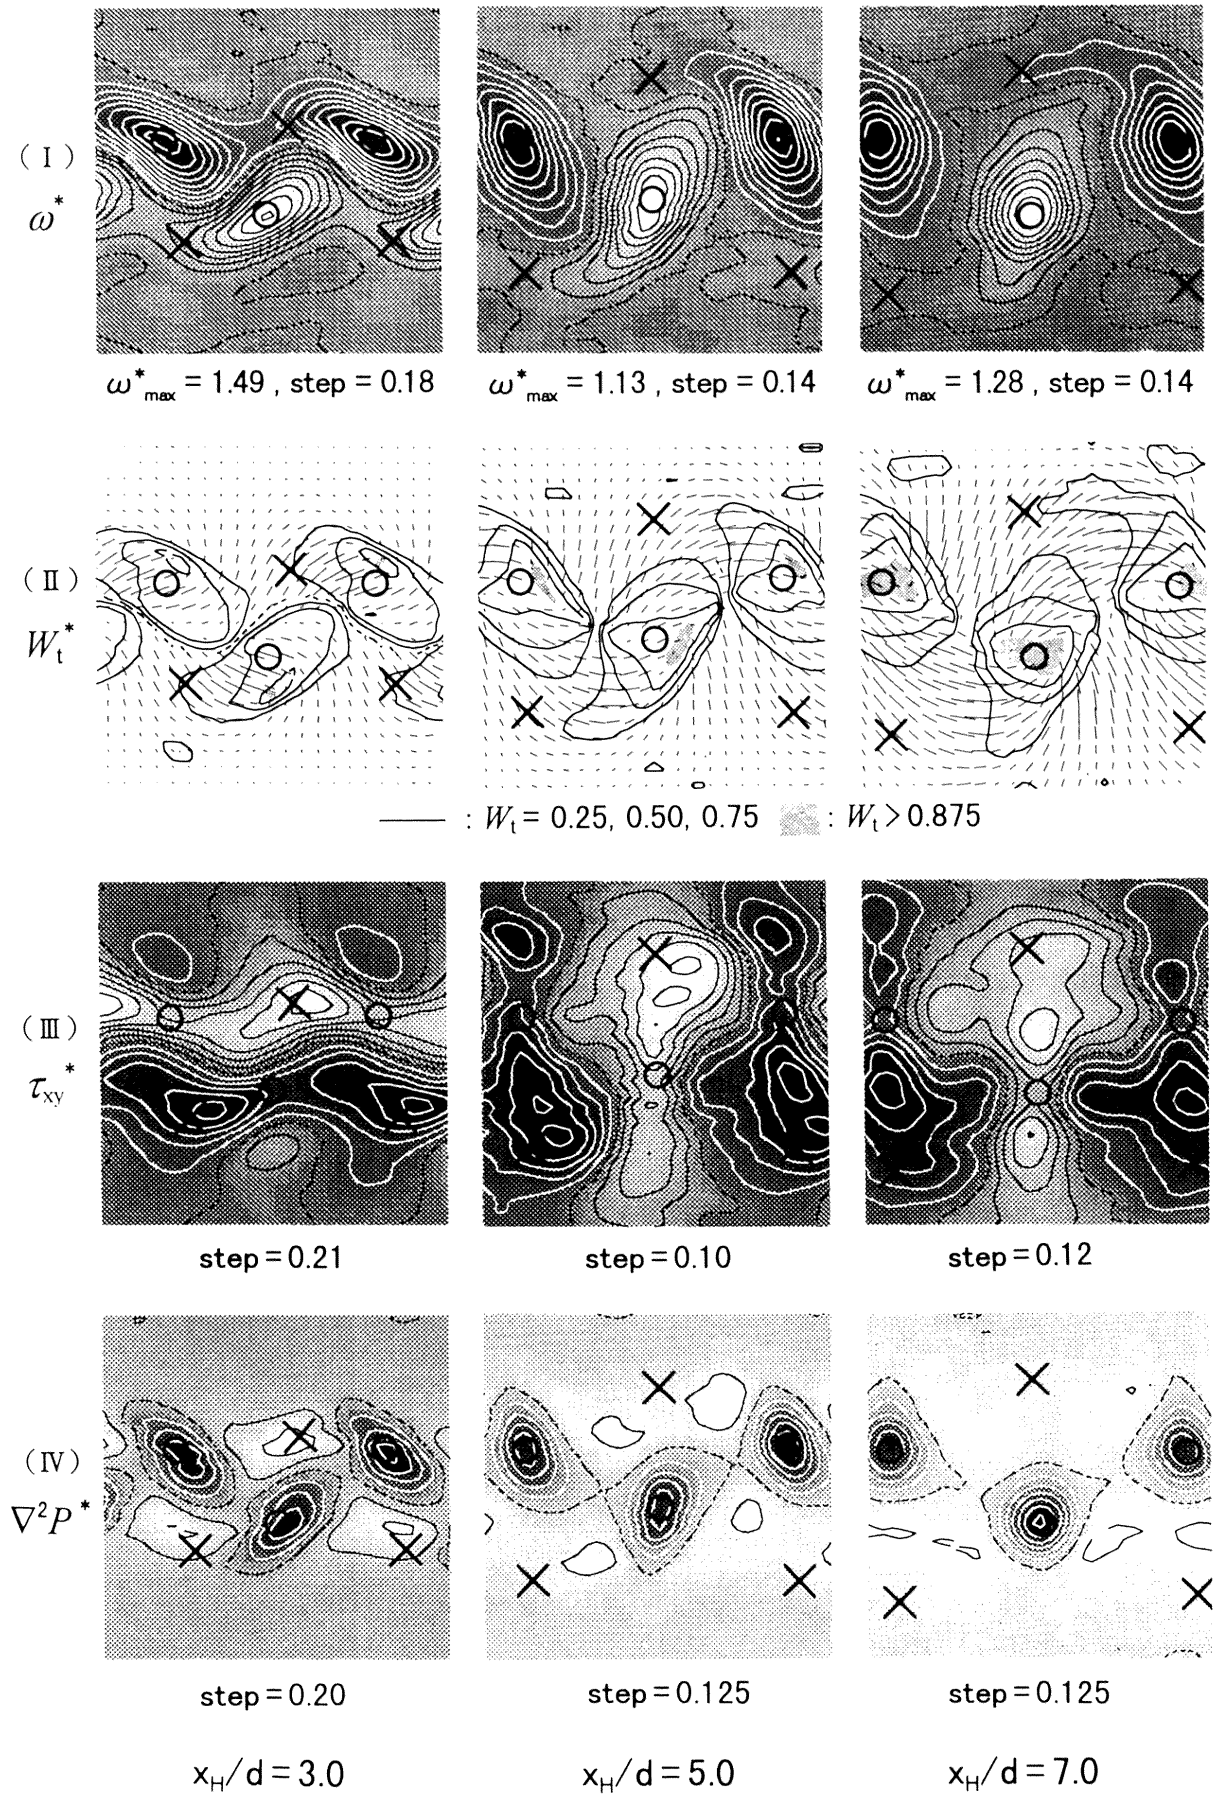 (Ⅰ)
ω*
ω*max = 1.49 , step = 0.18
ω*max = 1.13 , step = 0.14
ω*max = 1.28 , step = 0.14
(Ⅱ)
Wt*
—— : Wt = 0.25, 0.50, 0.75 : Wt > 0.875
(Ⅲ)
τxy*
step = 0.21
step = 0.10
step = 0.12
(Ⅳ)
∇²P*
step = 0.20
step = 0.125
step = 0.125
xH/d = 3.0
xH/d = 5.0
xH/d = 7.0